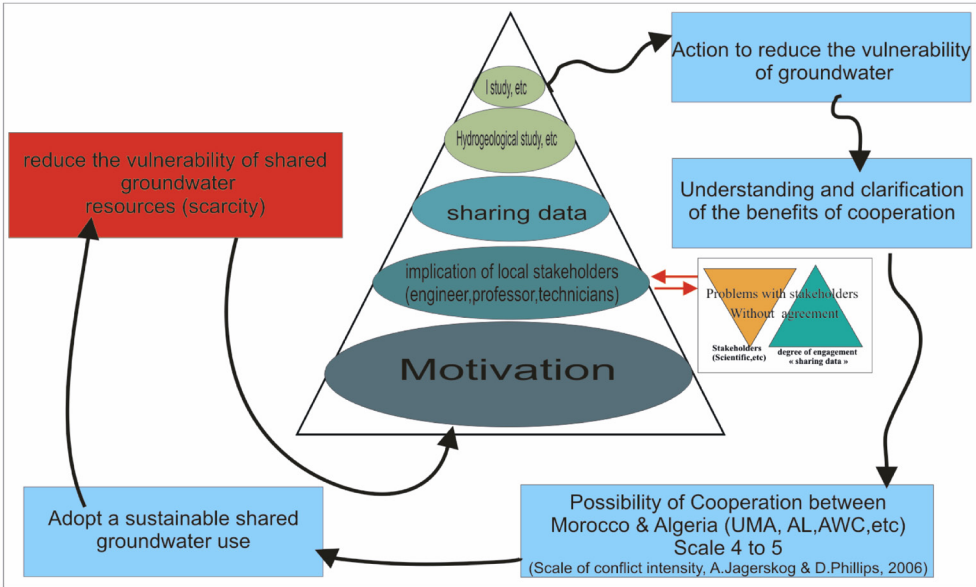 I study, etc
Hydrogeological study, etc
sharing data
implication of local stakeholders
(engineer,professor,technicians)
Motivation
Action to reduce the vulnerability
of groundwater
Understanding and clarification
of the benefits of cooperation
Problems with stakeholders
Without agreement
Stakeholders
(Scientific,etc)
degree of engagement
« sharing data »
Possibility of Cooperation between
Morocco & Algeria (UMA, AL,AWC,etc)
Scale 4 to 5
(Scale of conflict intensity, A.Jagerskog & D.Phillips, 2006)
Adopt a sustainable shared
groundwater use
reduce the vulnerability of shared
groundwater
resources (scarcity)